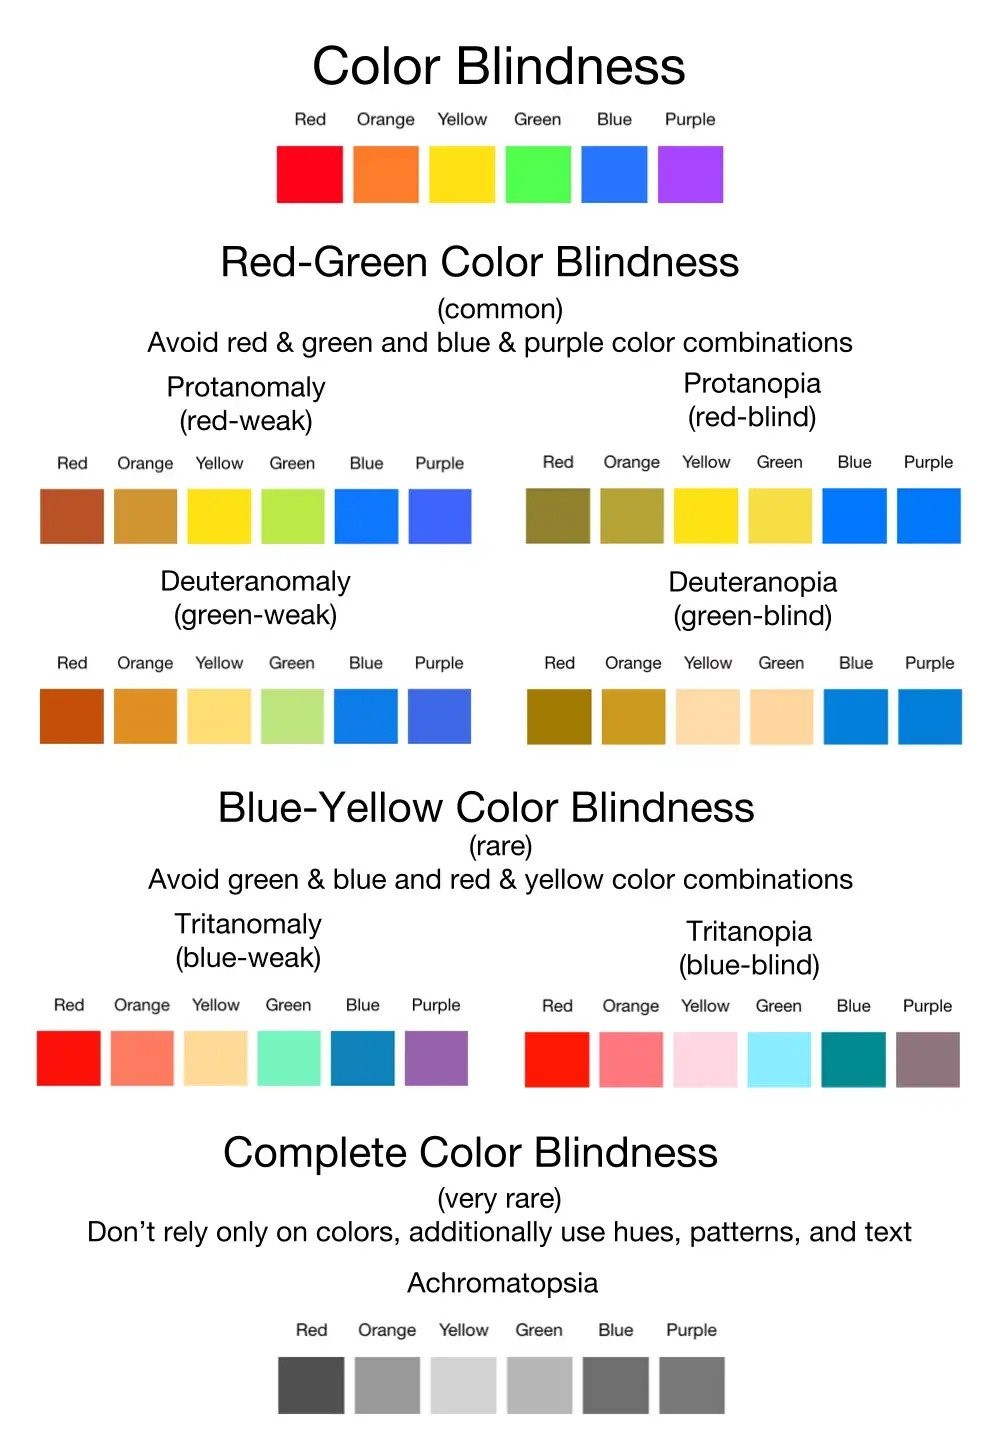 Color Blindness
Red Orange Yellow Green Blue Purple
Red-Green Color Blindness
(common)
Avoid red & green and blue & purple color combinations
Protanomaly
(red-weak)
Red Orange Yellow Green Blue Purple
Protanopia
(red-blind)
Red Orange Yellow Green Blue Purple
Deuteranomaly
(green-weak)
Red Orange Yellow Green Blue Purple
Deuteranopia
(green-blind)
Red Orange Yellow Green Blue Purple
Blue-Yellow Color Blindness
(rare)
Avoid green & blue and red & yellow color combinations
Tritanomaly
(blue-weak)
Red Orange Yellow Green Blue Purple
Tritanopia
(blue-blind)
Red Orange Yellow Green Blue Purple
Complete Color Blindness
(very rare)
Don’t rely only on colors, additionally use hues, patterns, and text
Achromatopsia
Red Orange Yellow Green Blue Purple